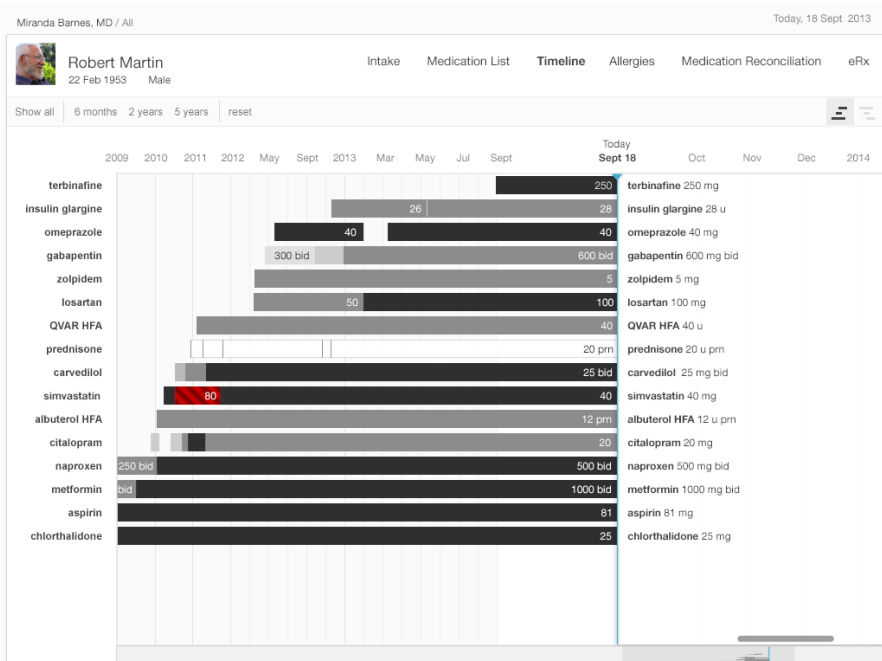 Miranda Barnes, MD / All
Today, 18 Sept 2013
Robert Martin
22 Feb 1953 Male
Intake Medication List Timeline Allergies Medication Reconciliation eRx
Show all 6 months 2 years 5 years reset
Today
2009 2010 2011 2012 May Sept 2013 Mar May Jul Sept Sept 18 Oct Nov Dec 2014
terbinafine 250 terbinafine 250 mg
insulin glargine 26 28 insulin glargine 28 u
omeprazole 40 40 omeprazole 40 mg
gabapentin 300 bid 600 bid gabapentin 600 mg bid
zolpidem 5 zolpidem 5 mg
losartan 50 100 losartan 100 mg
QVAR HFA 40 QVAR HFA 40 u
prednisone 20 prn prednisone 20 u prn
carvedilol 25 bid carvedilol 25 mg bid
simvastatin 80 40 simvastatin 40 mg
albuterol HFA 12 prn albuterol HFA 12 u prn
citalopram 20 citalopram 20 mg
naproxen 250 bid 500 bid naproxen 500 mg bid
metformin bid 1000 bid metformin 1000 mg bid
aspirin 81 aspirin 81 mg
chlorthalidone 25 chlorthalidone 25 mg